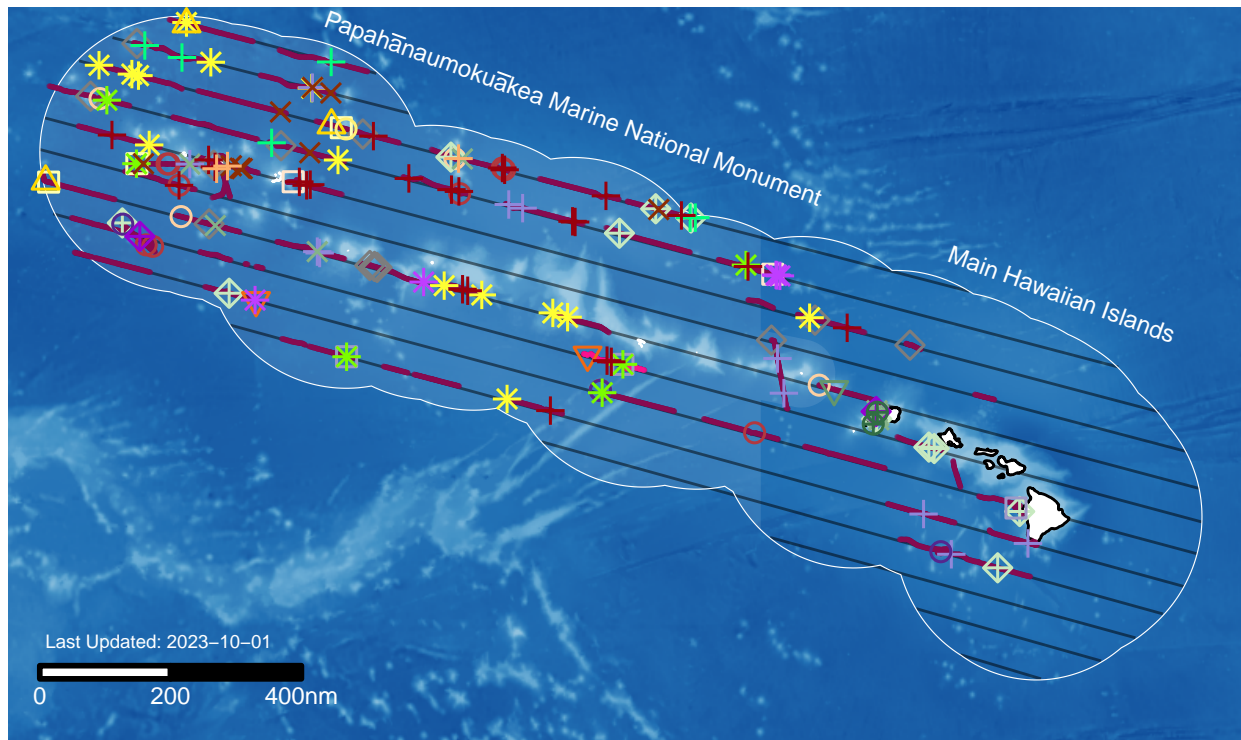 Papahānaumokuākea Marine National Monument
Main Hawaiian Islands
Last Updated: 2023−10−01
0 200 400nm